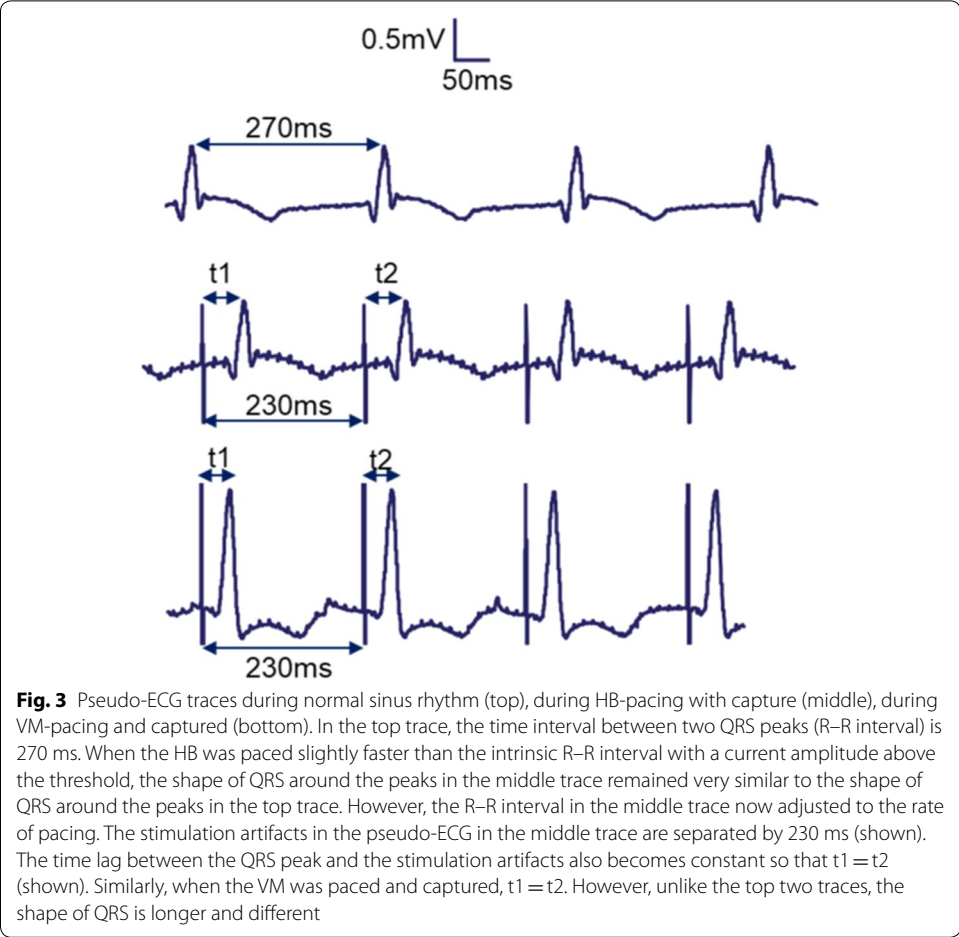 0.5mV
50ms
270ms
t1 t2
230ms
t1 t2
230ms
Fig. 3 Pseudo-ECG traces during normal sinus rhythm (top), during HB-pacing with capture (middle), during
VM-pacing and captured (bottom). In the top trace, the time interval between two QRS peaks (R–R interval) is
270 ms. When the HB was paced slightly faster than the intrinsic R–R interval with a current amplitude above
the threshold, the shape of QRS around the peaks in the middle trace remained very similar to the shape of
QRS around the peaks in the top trace. However, the R–R interval in the middle trace now adjusted to the rate
of pacing. The stimulation artifacts in the pseudo-ECG in the middle trace are separated by 230 ms (shown).
The time lag between the QRS peak and the stimulation artifacts also becomes constant so that t1 = t2
(shown). Similarly, when the VM was paced and captured, t1 = t2. However, unlike the top two traces, the
shape of QRS is longer and different